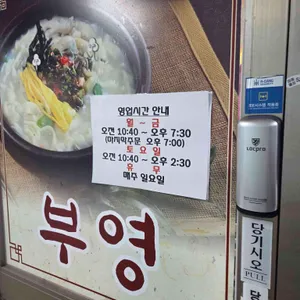 영업시간 안내
월 ~ 금
오전 10:40 ~ 오후 7:30
(마지막주문 오후 7:00)
토 요 일
오전 10:40 ~ 오후 2:30
휴 무
매주 일요일
부영
Locpro
당기시오
PULL